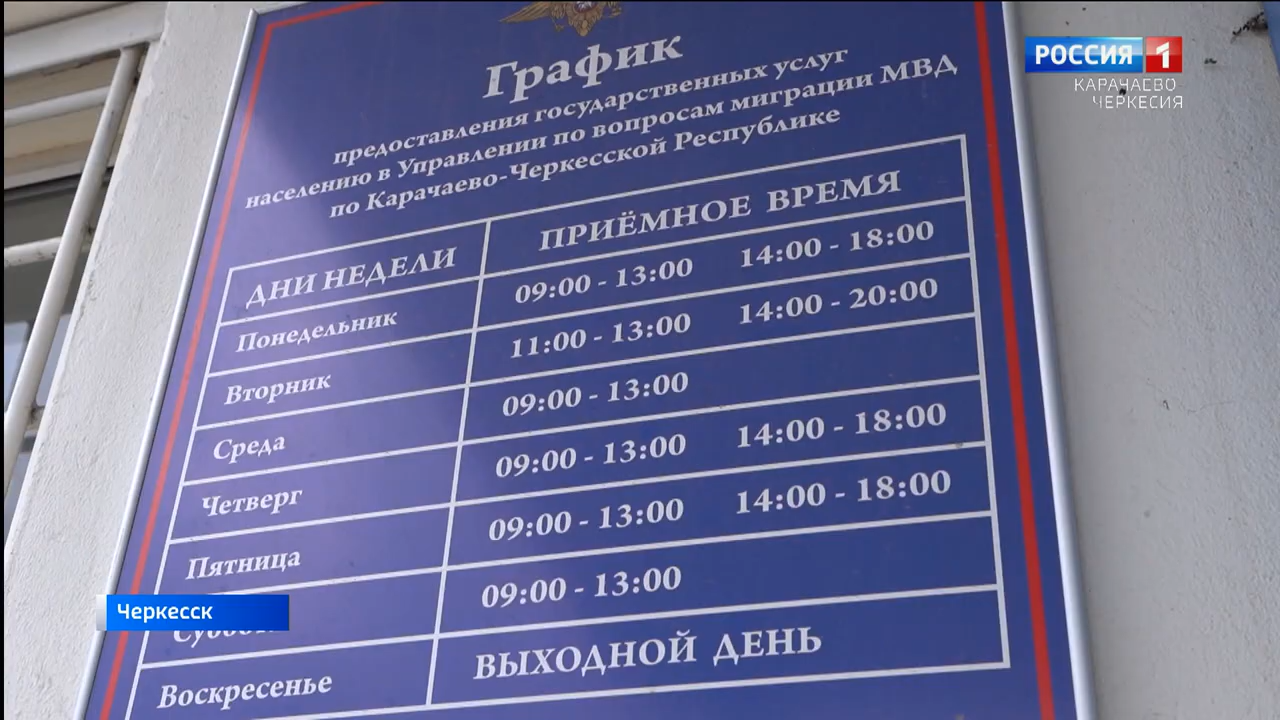 РОССИЯ 1
КАРАЧАЕВО-
ЧЕРКЕСИЯ
График
предоставления государственных услуг
населению в Управлении по вопросам миграции МВД
по Карачаево-Черкесской Республике
ДНИ НЕДЕЛИ ПРИЁМНОЕ ВРЕМЯ
Понедельник 09:00 - 13:00 14:00 - 18:00
Вторник 11:00 - 13:00 14:00 - 20:00
Среда 09:00 - 13:00
Четверг 09:00 - 13:00 14:00 - 18:00
Пятница 09:00 - 13:00 14:00 - 18:00
09:00 - 13:00
Воскресенье ВЫХОДНОЙ ДЕНЬ
Черкесск